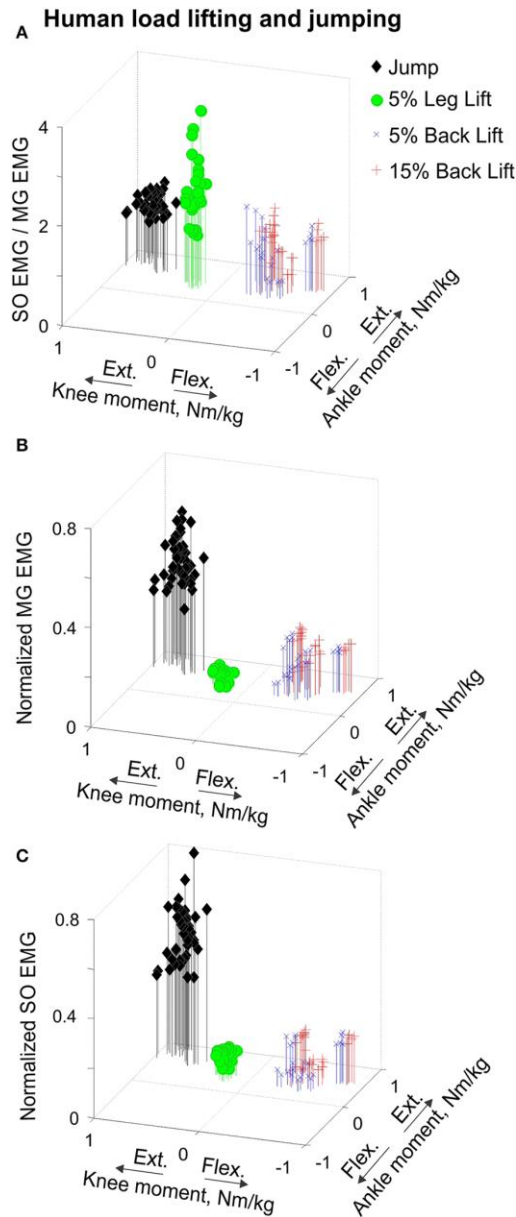 Human load lifting and jumping
A
Jump
5% Leg Lift
5% Back Lift
15% Back Lift
SO EMG / MG EMG
4
2
0
1
0
-1
-1
0
1
Ext.
Flex.
Knee moment, Nm/kg
Flex.
Ext.
Ankle moment, Nm/kg
B
Normalized MG EMG
0.8
0.4
0
1
0
-1
-1
0
1
Ext.
Flex.
Knee moment, Nm/kg
Flex.
Ext.
Ankle moment, Nm/kg
C
Normalized SO EMG
0.8
0.4
0
1
0
-1
-1
0
1
Ext.
Flex.
Knee moment, Nm/kg
Flex.
Ext.
Ankle moment, Nm/kg